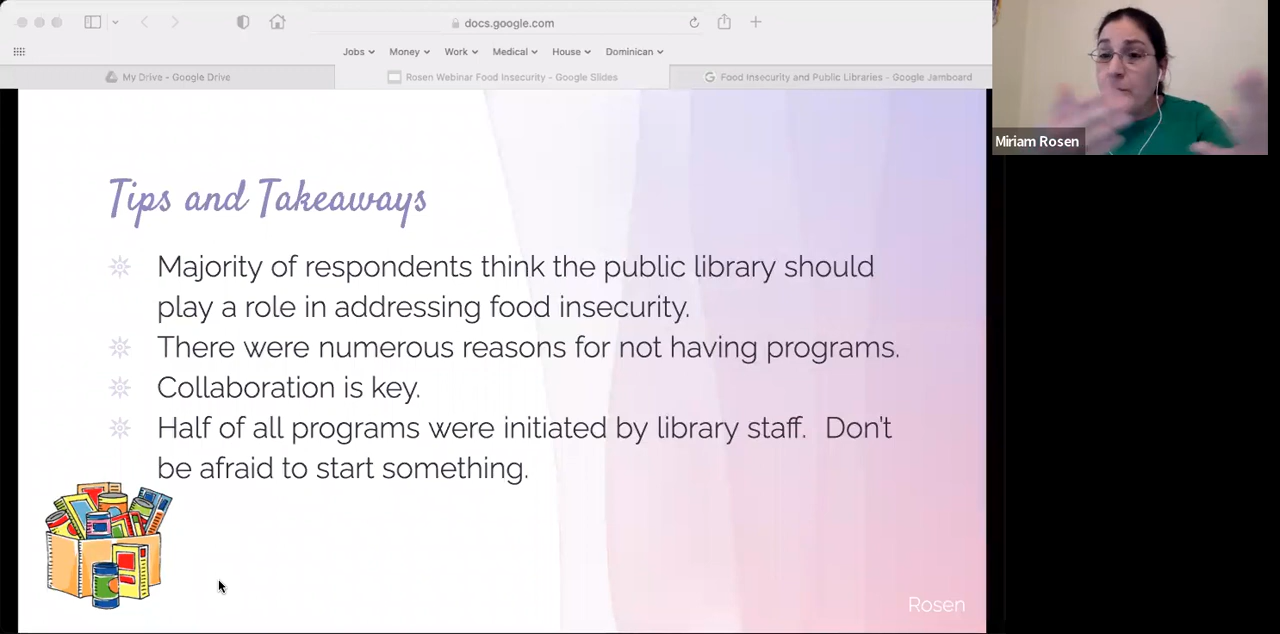 docs.google.com
Jobs Money Work Medical House Dominican
My Drive - Google Drive
Rosen Webinar Food Insecurity - Google Slides
Food Insecurity and Public Libraries - Google Jamboard
Miriam Rosen
Tips and Takeaways
Majority of respondents think the public library should
play a role in addressing food insecurity.
There were numerous reasons for not having programs.
Collaboration is key.
Half of all programs were initiated by library staff.  Don't
be afraid to start something.
Rosen